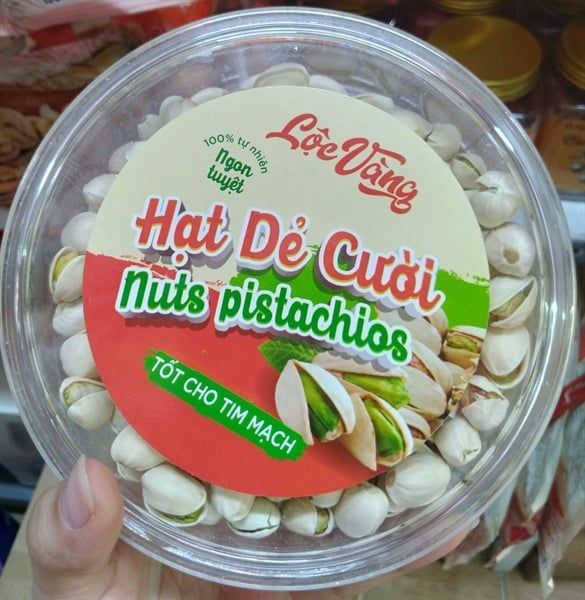 Lộc Vàng
100% tự nhiên
Ngon
tuyệt
Hạt Dẻ Cười
Nuts pistachios
TỐT CHO TIM MẠCH